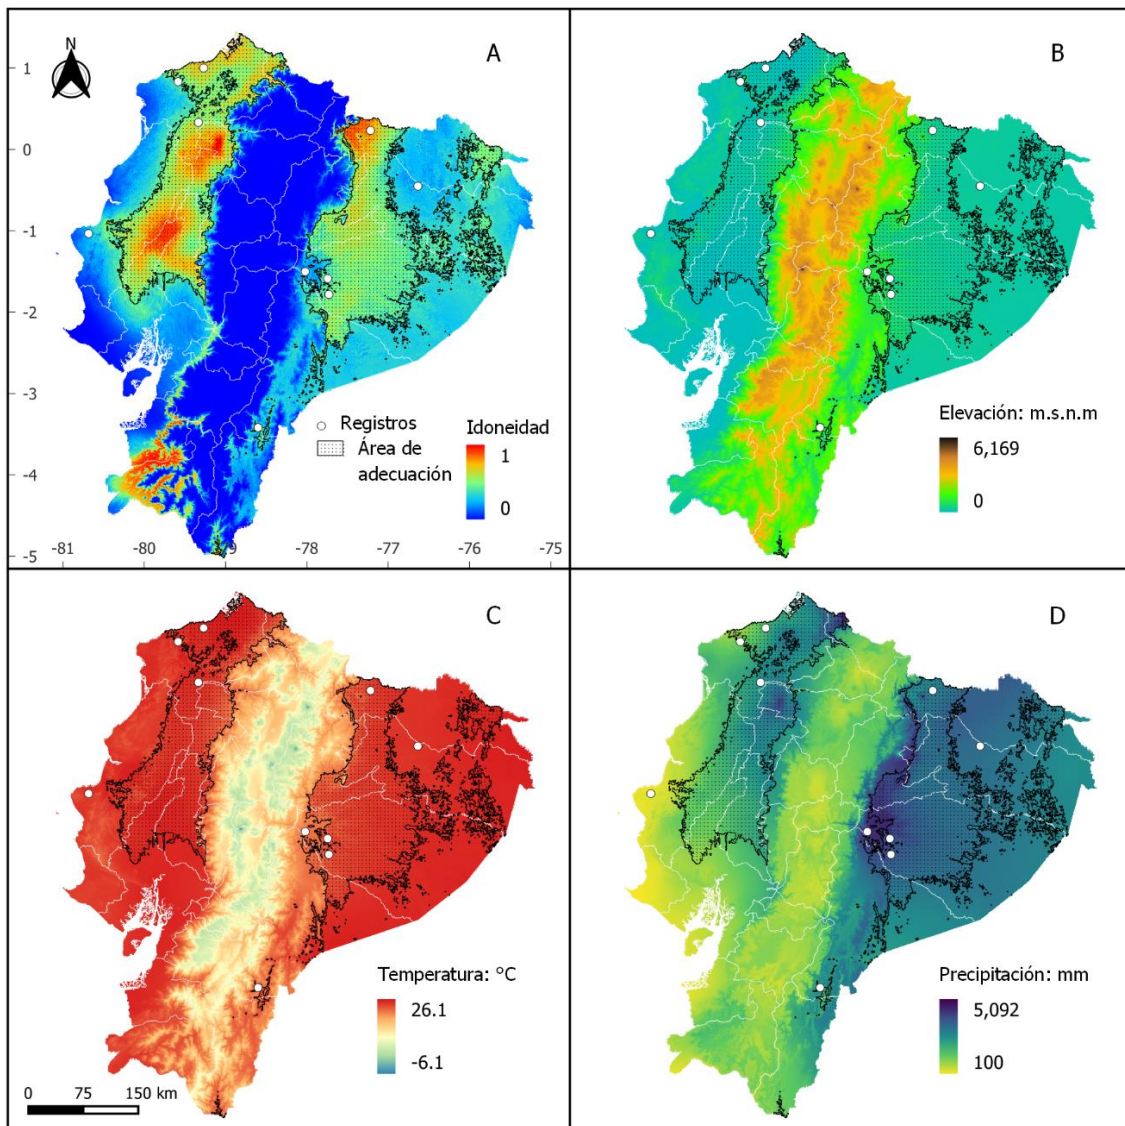 A
N
1
0
-1
-2
-3
-4
-5
-81
-80
-79
-78
-77
-76
-75
Registros
Área de
adecuación
Idoneidad
1
0
B
Elevación: m.s.n.m
6,169
0
C
Temperatura: °C
26.1
-6.1
0 75 150 km
D
Precipitación: mm
5,092
100